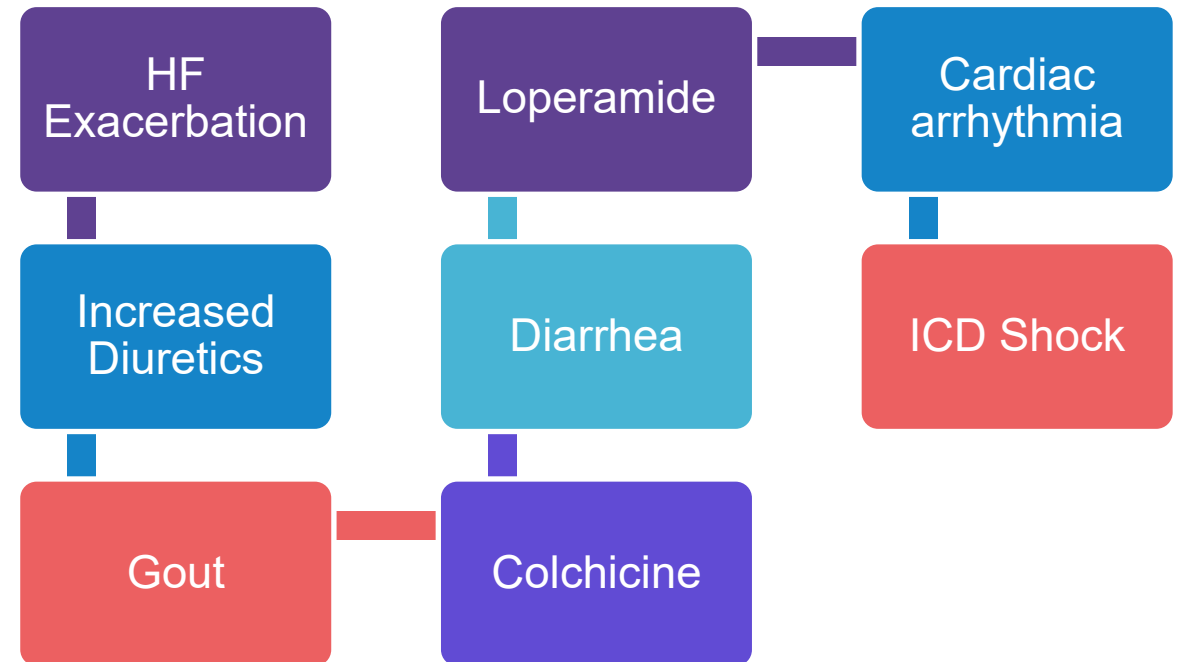 HF
Exacerbation
Increased
Diuretics
Gout
Colchicine
Diarrhea
Loperamide
Cardiac
arrhythmia
ICD Shock